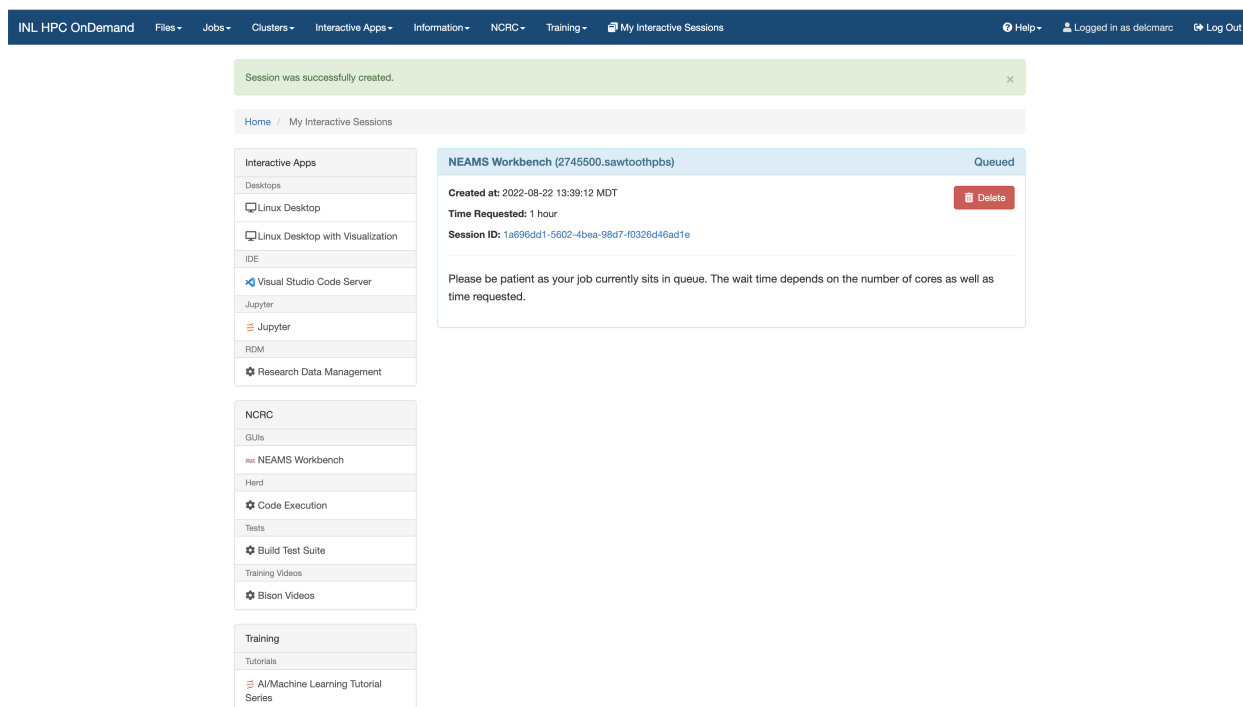 INL HPC OnDemand Files Jobs Clusters Interactive Apps Information NCRC Training My Interactive Sessions Help Logged in as delcmarc Log Out
Session was successfully created. ×
Home / My Interactive Sessions
Interactive Apps
Desktops
Linux Desktop
Linux Desktop with Visualization
IDE
Visual Studio Code Server
Jupyter
Jupyter
RDM
Research Data Management
NCRC
GUIs
NEAMS Workbench
Herd
Code Execution
Tests
Build Test Suite
Training Videos
Bison Videos
Training
Tutorials
AI/Machine Learning Tutorial
Series
NEAMS Workbench (2745500.sawtoothpbs) Queued
Created at: 2022-08-22 13:39:12 MDT
Delete
Time Requested: 1 hour
Session ID: 1a696dd1-5602-4bea-98d7-f0326d46ad1e
Please be patient as your job currently sits in queue. The wait time depends on the number of cores as well as
time requested.